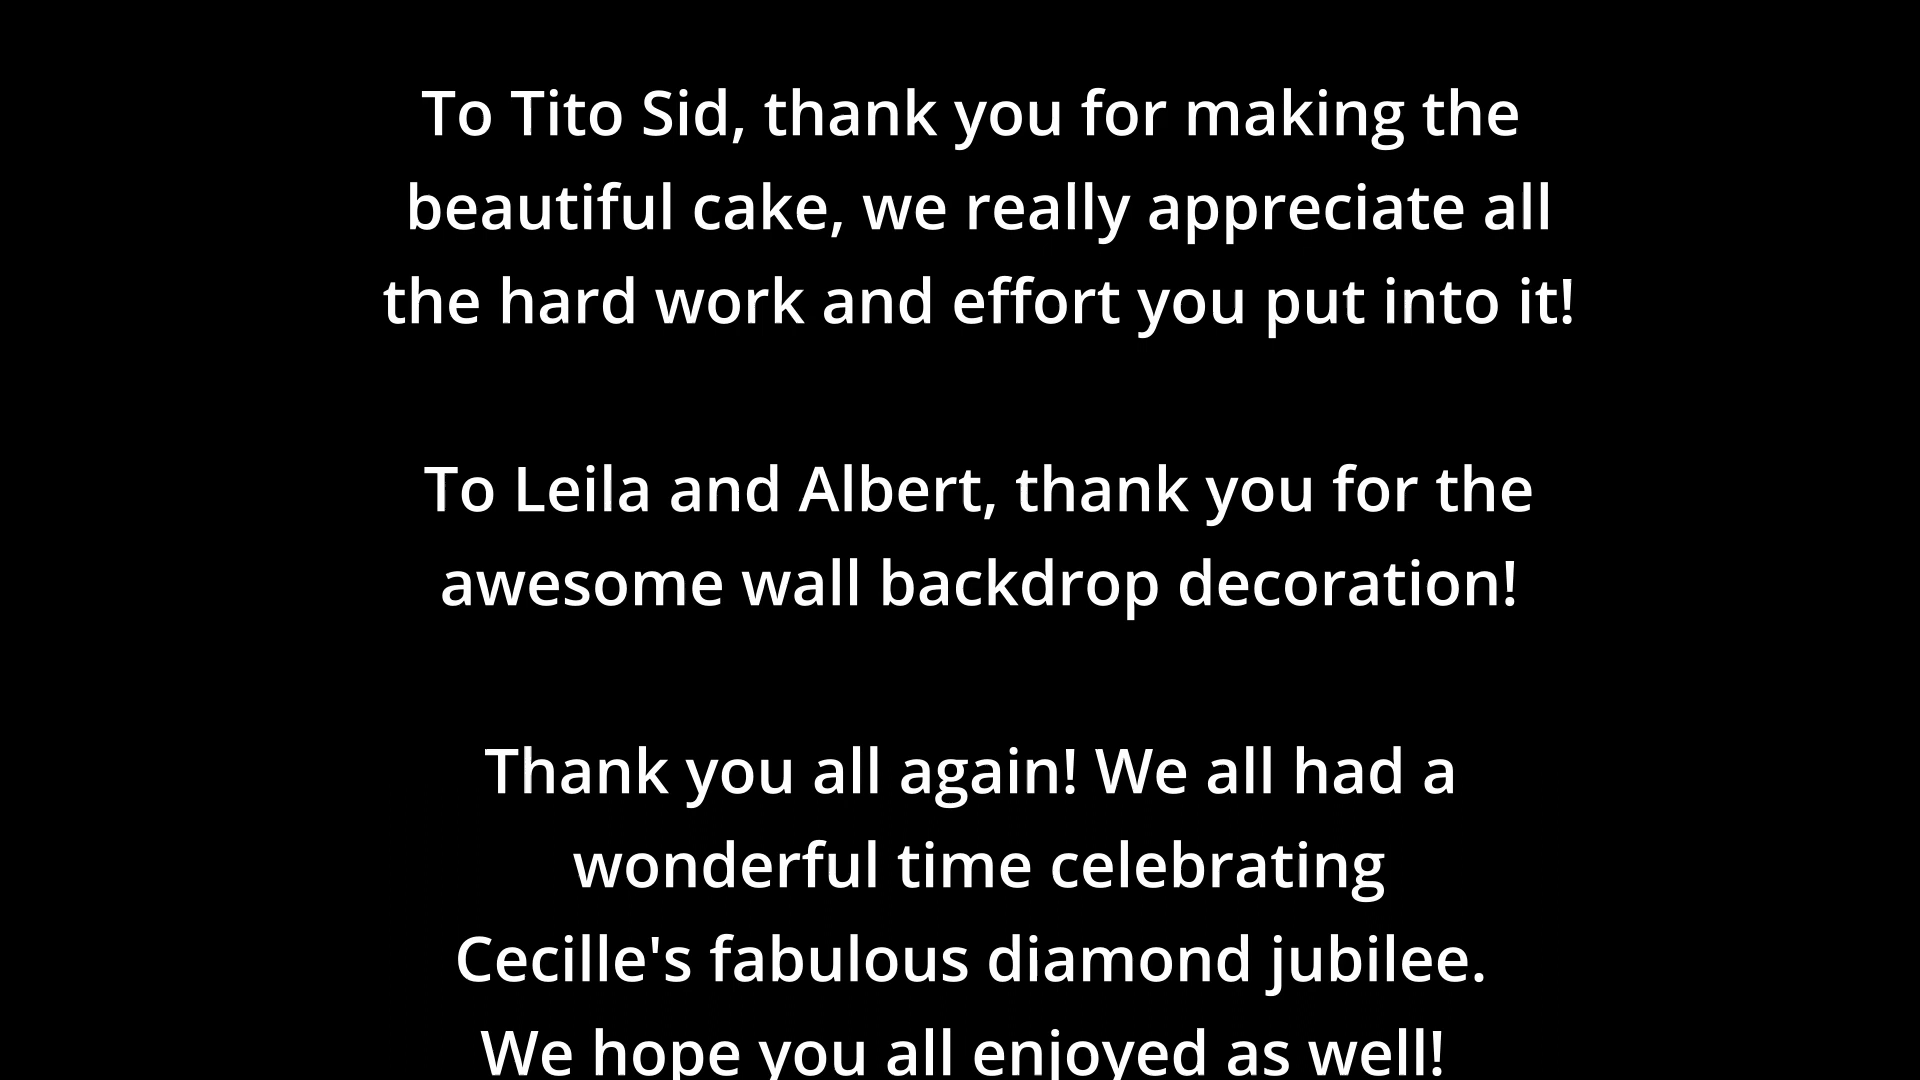 To Tito Sid, thank you for making the
beautiful cake, we really appreciate all
the hard work and effort you put into it!
To Leila and Albert, thank you for the
awesome wall backdrop decoration!
Thank you all again! We all had a
wonderful time celebrating
Cecille's fabulous diamond jubilee.
We hope you all enjoyed as well!